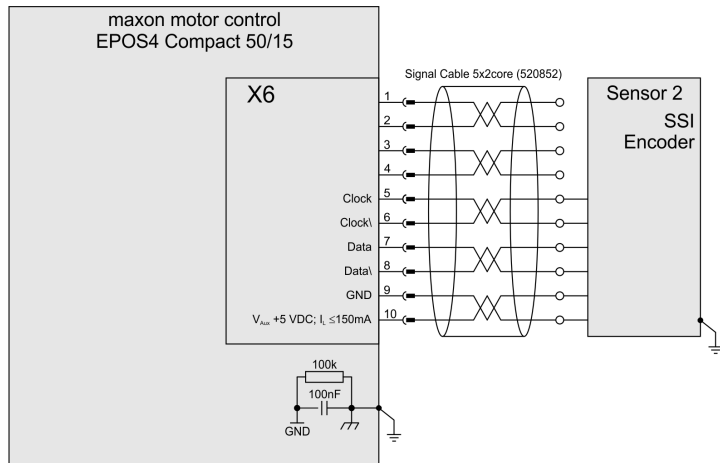 maxon motor control
EPOS4 Compact 50/15
Signal Cable 5x2core (520852)
X6
Sensor 2
SSI
Encoder
1
2
3
4
Clock 5
Clock\ 6
Data 7
Data\ 8
GND 9
V_Aux +5 VDC; I_L ≤150mA 10
100k
100nF
GND